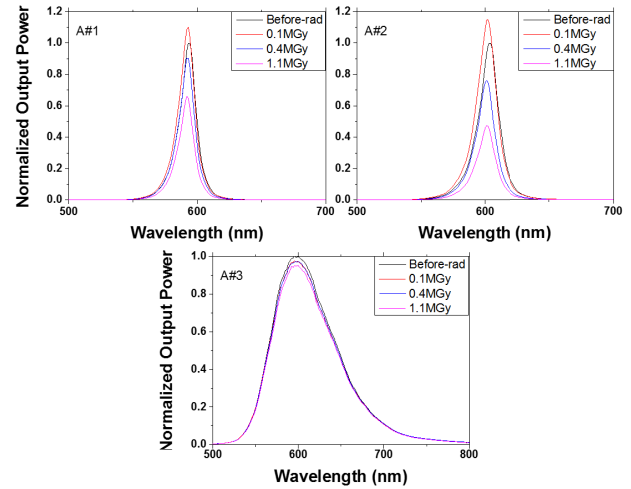 A#1
Before-rad
0.1MGy
0.4MGy
1.1MGy
Normalized Output Power
1.2
1.0
0.8
0.6
0.4
0.2
0.0
500
600
700
Wavelength (nm)
A#2
Before-rad
0.1MGy
0.4MGy
1.1MGy
1.2
1.0
0.8
0.6
0.4
0.2
0.0
500
600
700
Wavelength (nm)
A#3
Before-rad
0.1MGy
0.4MGy
1.1MGy
Normalized Output Power
1.0
0.8
0.6
0.4
0.2
0.0
500
600
700
800
Wavelength (nm)